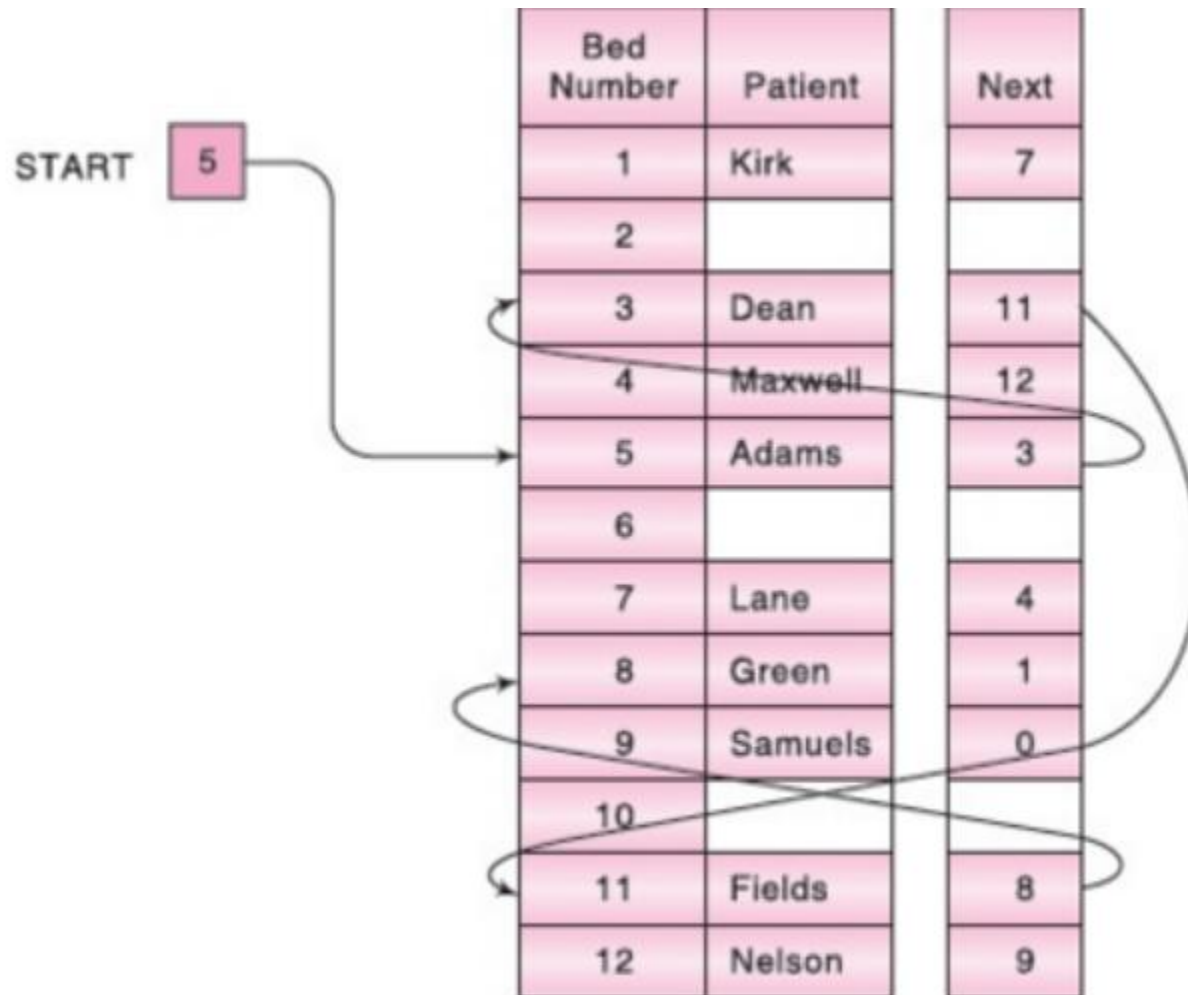 Bed
Number Patient Next
START 5
1 Kirk 7
2
3 Dean 11
4 Maxwell 12
5 Adams 3
6
7 Lane 4
8 Green 1
9 Samuels 0
10
11 Fields 8
12 Nelson 9